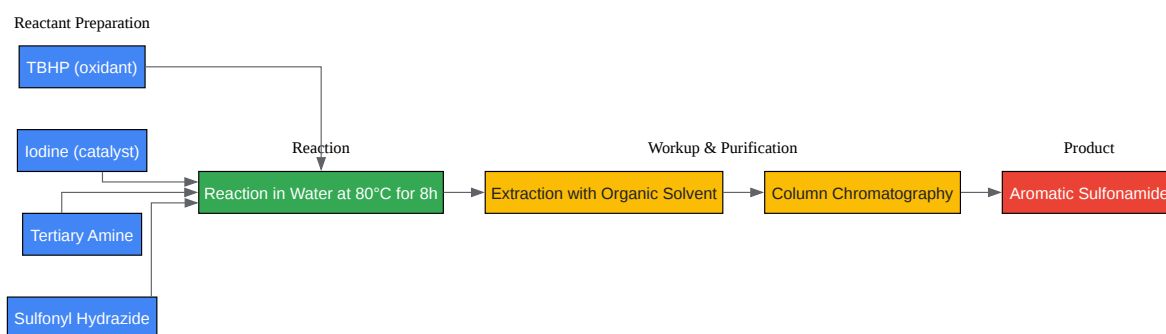 Reactant Preparation
TBHP (oxidant)
Iodine (catalyst)
Tertiary Amine
Sulfonyl Hydrazide
Reaction
Reaction in Water at 80°C for 8h
Workup & Purification
Extraction with Organic Solvent
Column Chromatography
Product
Aromatic Sulfonamide